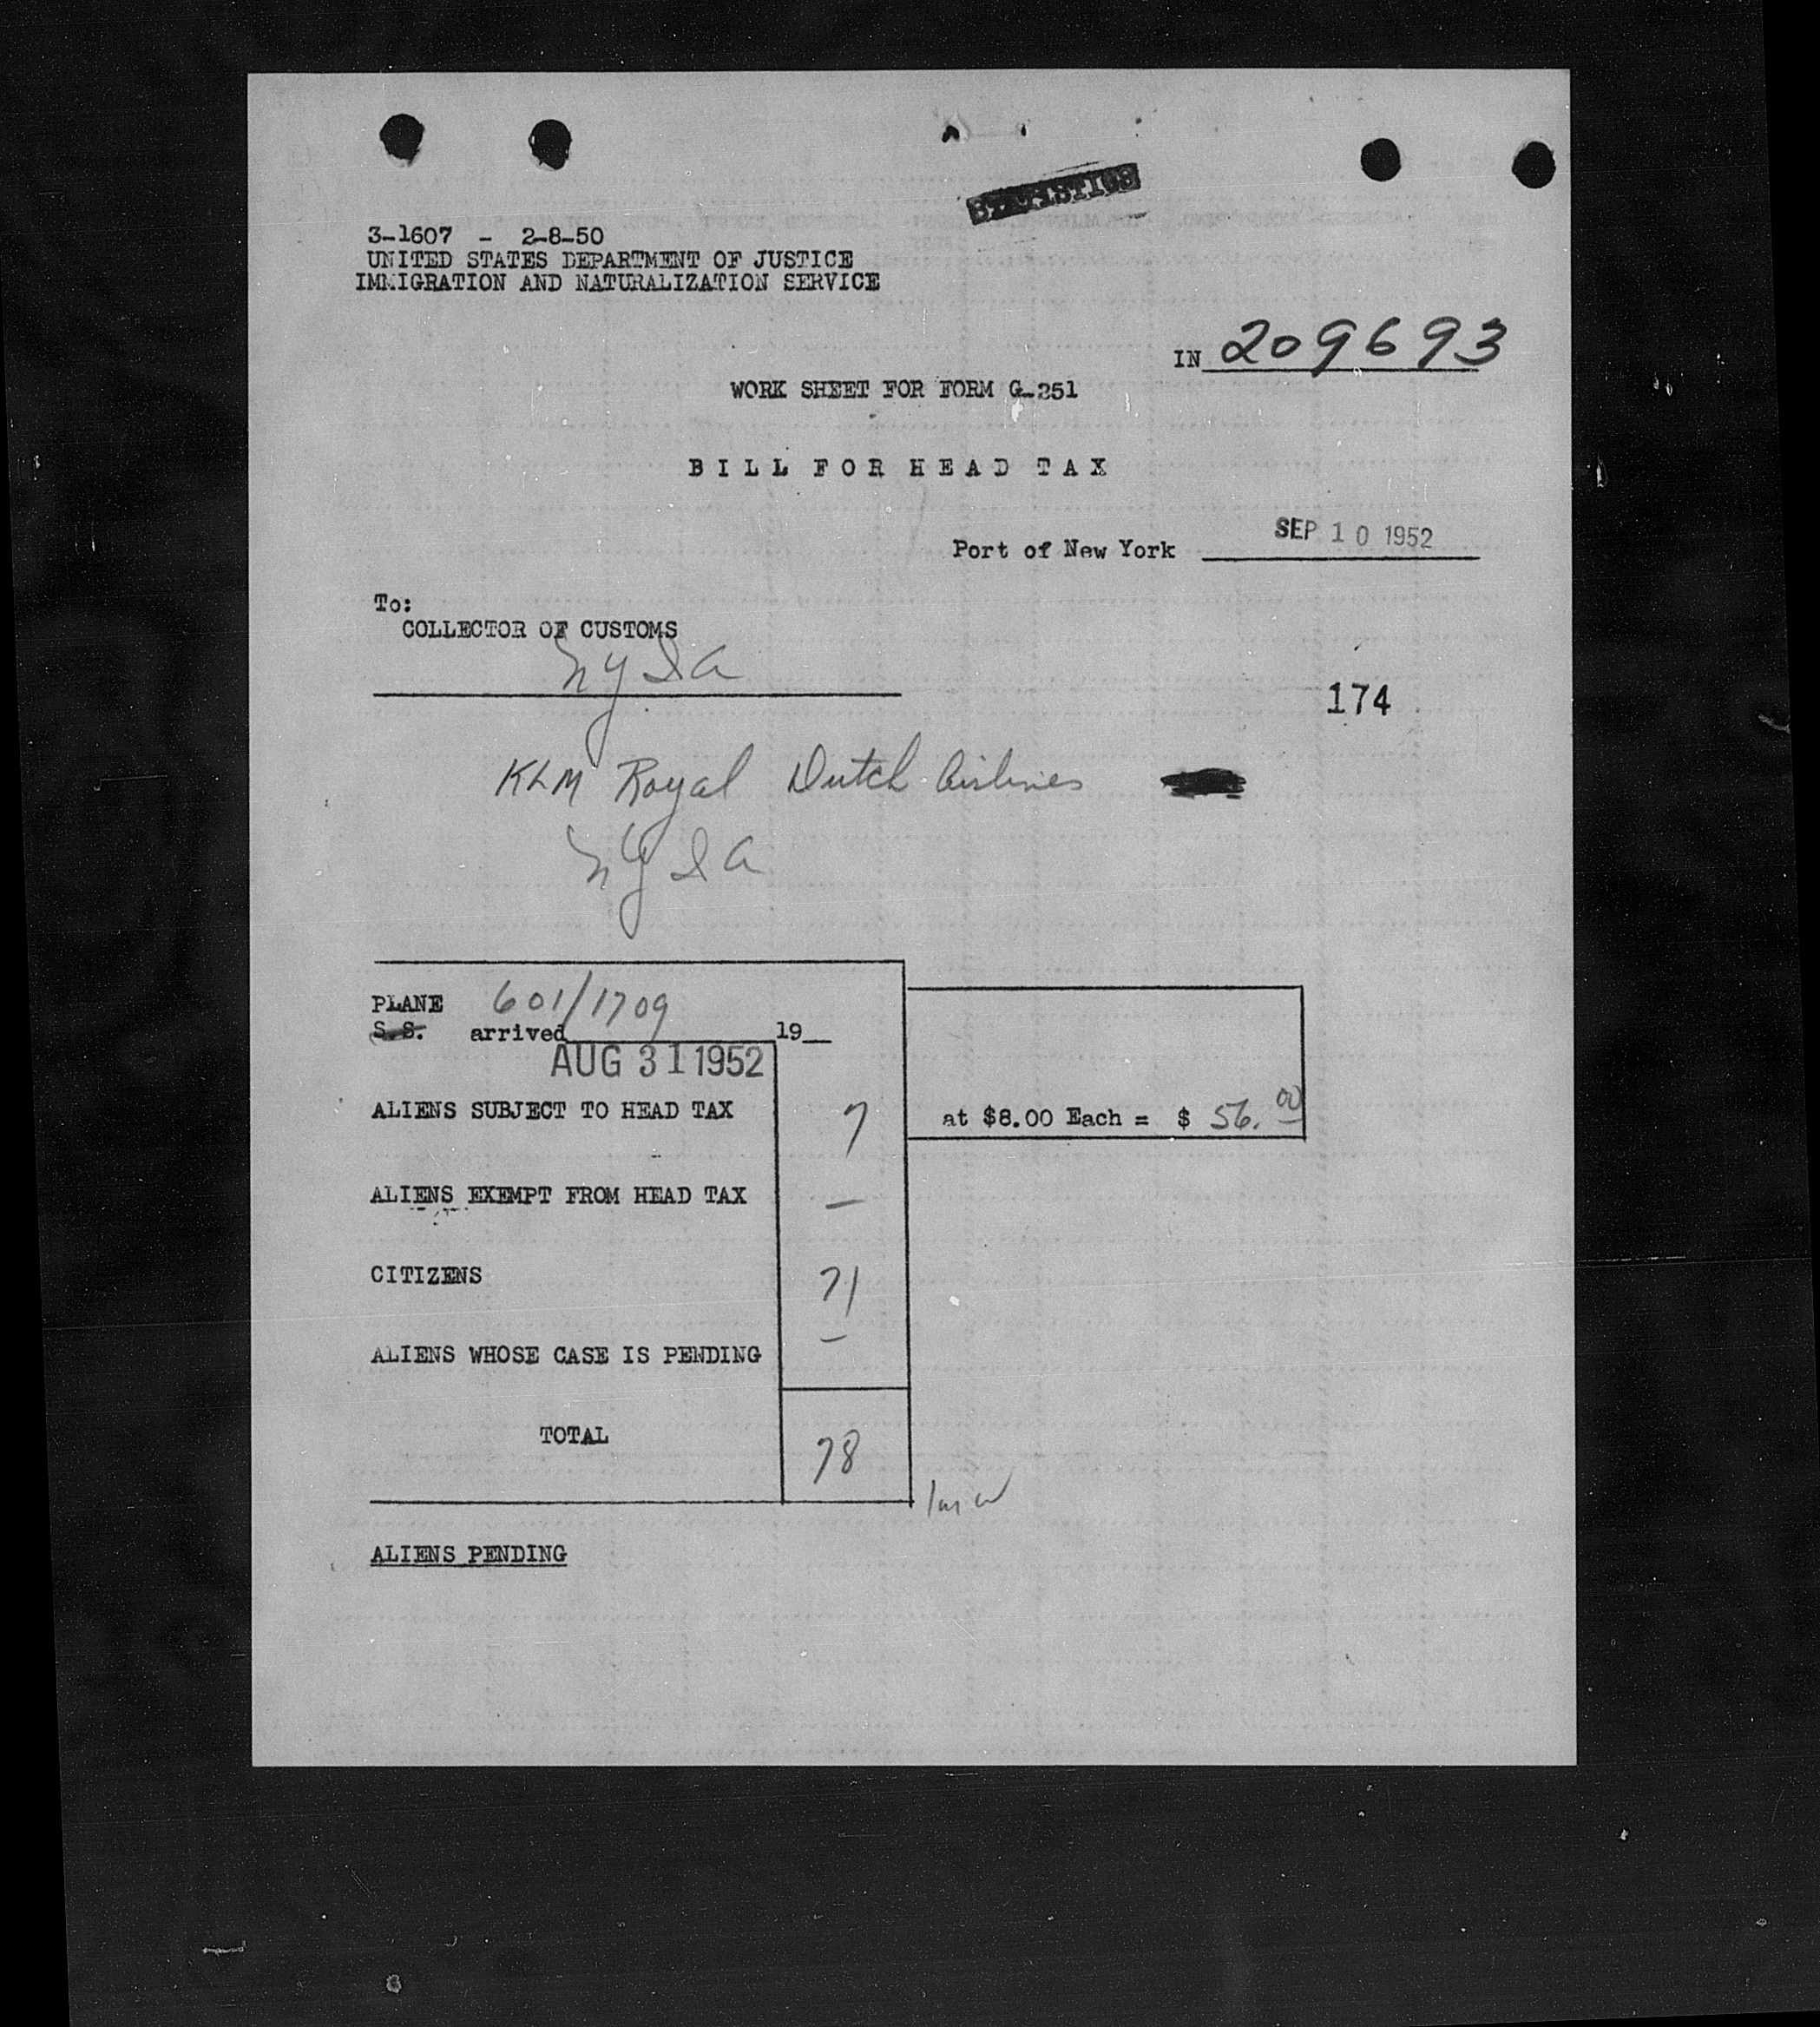 STATISTICS
3-1607 - 2-8-50
UNITED STATES DEPARTMENT OF JUSTICE
IMMIGRATION AND NATURALIZATION SERVICE
IN 209693
WORK SHEET FOR FORM G-251
BILL FOR HEAD TAX
Port of New York SEP 10 1952
To:
COLLECTOR OF CUSTOMS
NYIA
174
KLM Royal Dutch Airlines
NYIA
PLANE 601/1709
S.S. arrived 19
AUG 31 1952
ALIENS SUBJECT TO HEAD TAX 7 at $8.00 Each = $ 56.00
ALIENS EXEMPT FROM HEAD TAX –
CITIZENS 71
ALIENS WHOSE CASE IS PENDING –
TOTAL 78
ALIENS PENDING